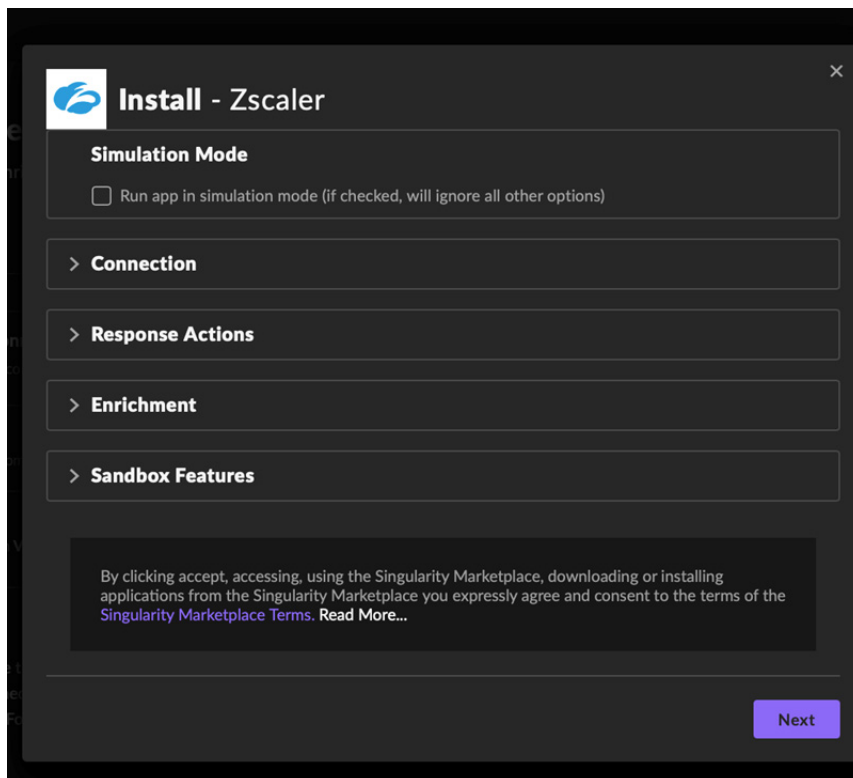 Install - Zscaler
Simulation Mode
Run app in simulation mode (if checked, will ignore all other options)
Connection
Response Actions
Enrichment
Sandbox Features
By clicking accept, accessing, using the Singularity Marketplace, downloading or installing
applications from the Singularity Marketplace you expressly agree and consent to the terms of the
Singularity Marketplace Terms. Read More...
Next